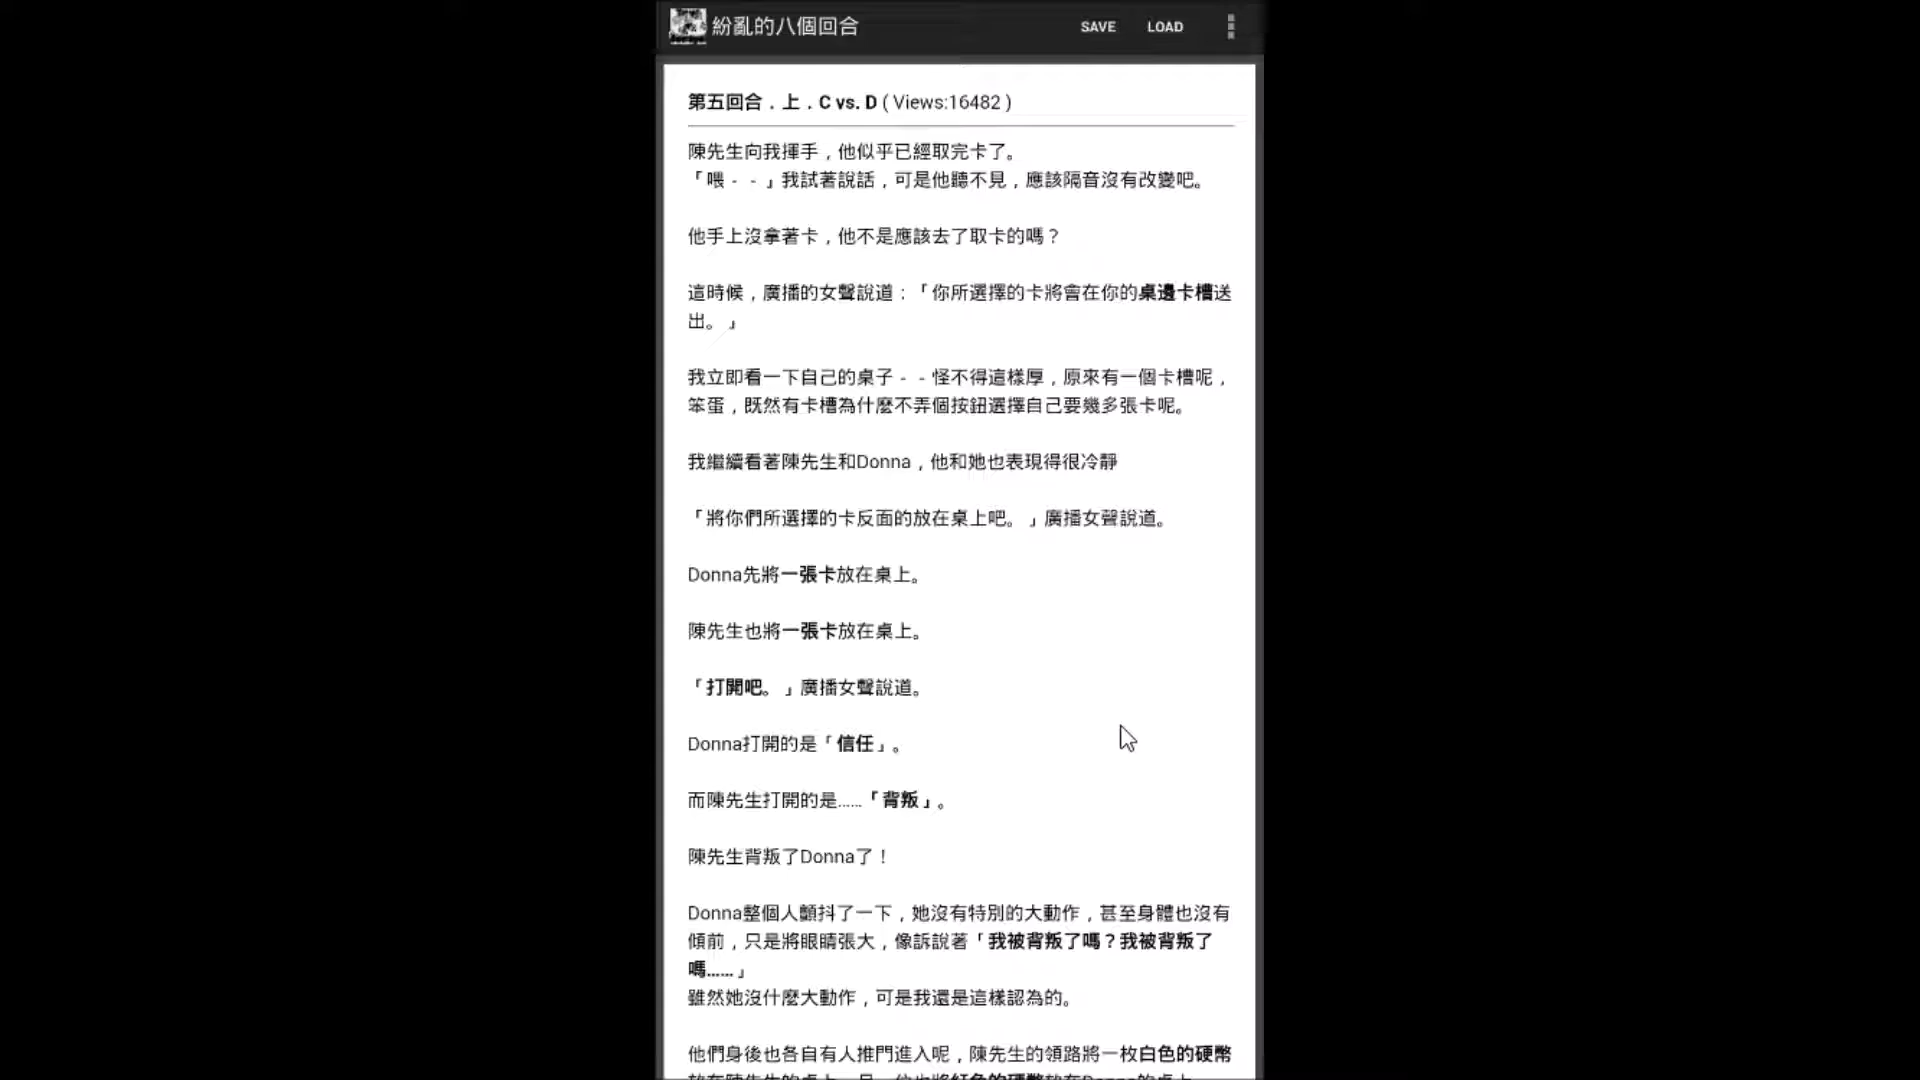 紛亂的八個回合
SAVE
LOAD
第五回合．上．C vs. D ( Views:16482 )
陳先生向我揮手，他似乎已經取完卡了。
「喂﹣﹣」我試著說話，可是他聽不見，應該隔音沒有改變吧。
他手上沒拿著卡，他不是應該去了取卡的嗎？
這時候，廣播的女聲說道：「你所選擇的卡將會在你的桌邊卡槽送
出。」
我立即看一下自己的桌子﹣﹣怪不得這樣厚，原來有一個卡槽呢，
笨蛋，既然有卡槽為什麼不弄個按鈕選擇自己要幾多張卡呢。
我繼續看著陳先生和Donna，他和她也表現得很冷靜
「將你們所選擇的卡反面的放在桌上吧。」廣播女聲說道。
Donna先將一張卡放在桌上。
陳先生也將一張卡放在桌上。
「打開吧。」廣播女聲說道。
Donna打開的是「信任」。
而陳先生打開的是……「背叛」。
陳先生背叛了Donna了！
Donna整個人顫抖了一下，她沒有特別的大動作，甚至身體也沒有
傾前，只是將眼睛張大，像訴說著「我被背叛了嗎？我被背叛了
嗎……」
雖然她沒什麼大動作，可是我還是這樣認為的。
他們身後也各自有人推門進入呢，陳先生的領路將一枚白色的硬幣